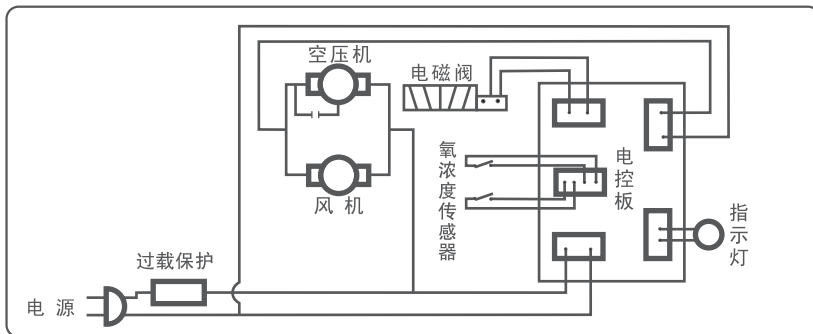 空压机
电磁阀
氧浓度传感器
电控板
风 机
指示灯
过载保护
电 源